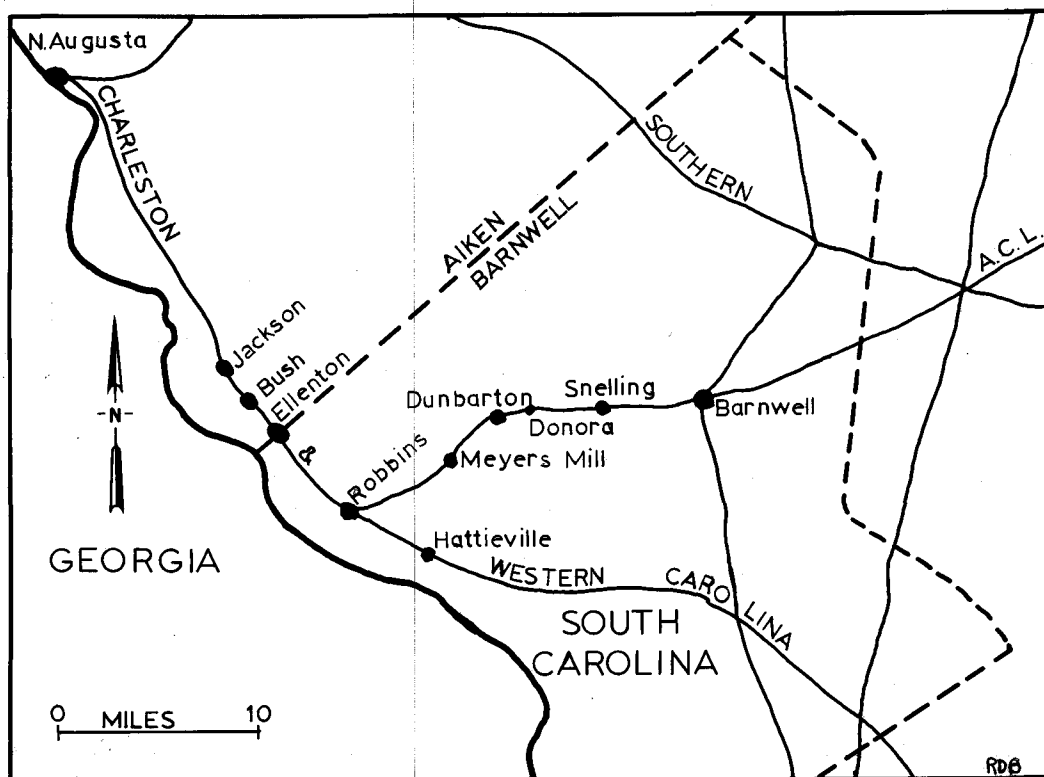 N. Augusta
CHARLESTON
SOUTHERN
AIKEN
BARNWELL
A.C.L.
Jackson
Bush
Ellenton
&
Dunbarton
Snelling
Donora
Barnwell
Robbins
Meyers Mill
-N-
Hattieville
GEORGIA
WESTERN
CAROLINA
SOUTH
CAROLINA
0 MILES 10
RDB